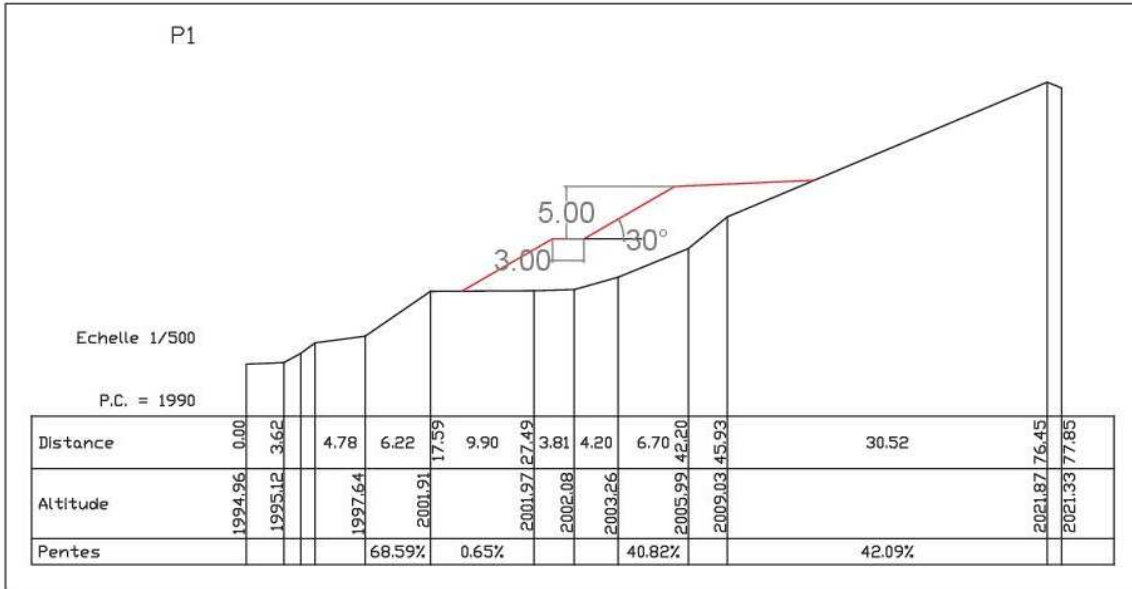 P1
5.00
30°
3.00
Echelle 1/500
P.C. = 1990
Distance 0.00 3.62 4.78 6.22 17.59 9.90 27.49 3.81 4.20 6.70 42.20 45.93 30.52 76.45 77.85
Altitude 1994.96 1995.12 1997.64 2001.91 2001.97 2002.08 2003.26 2005.99 2009.03 2021.87 2021.33
Pentes 68.59% 0.65% 40.82% 42.09%